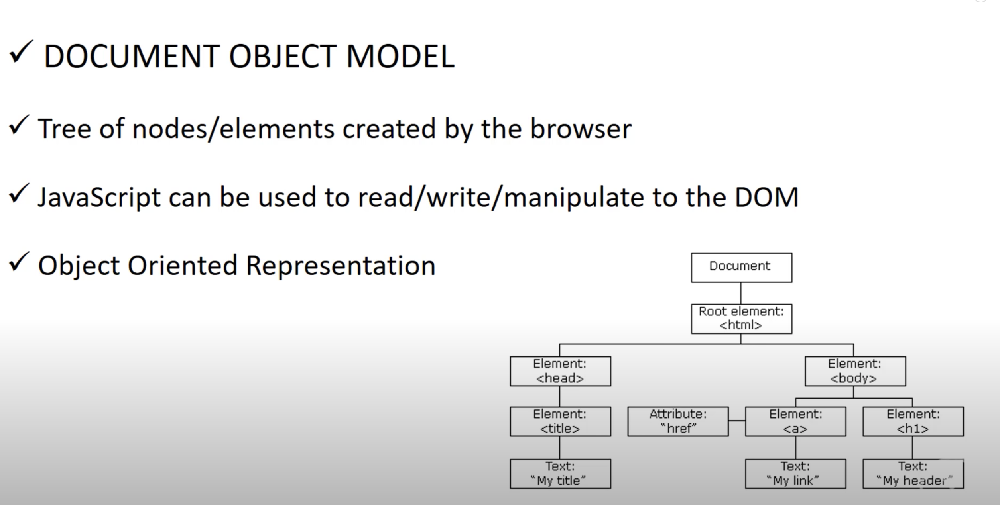 ✓ DOCUMENT OBJECT MODEL
✓ Tree of nodes/elements created by the browser
✓ JavaScript can be used to read/write/manipulate to the DOM
✓ Object Oriented Representation
Document
Root element:
<html>
Element:
<head>
Element:
<body>
Element:
<title>
Attribute:
“href”
Element:
<a>
Element:
<h1>
Text:
“My title”
Text:
“My link”
Text:
“My header”